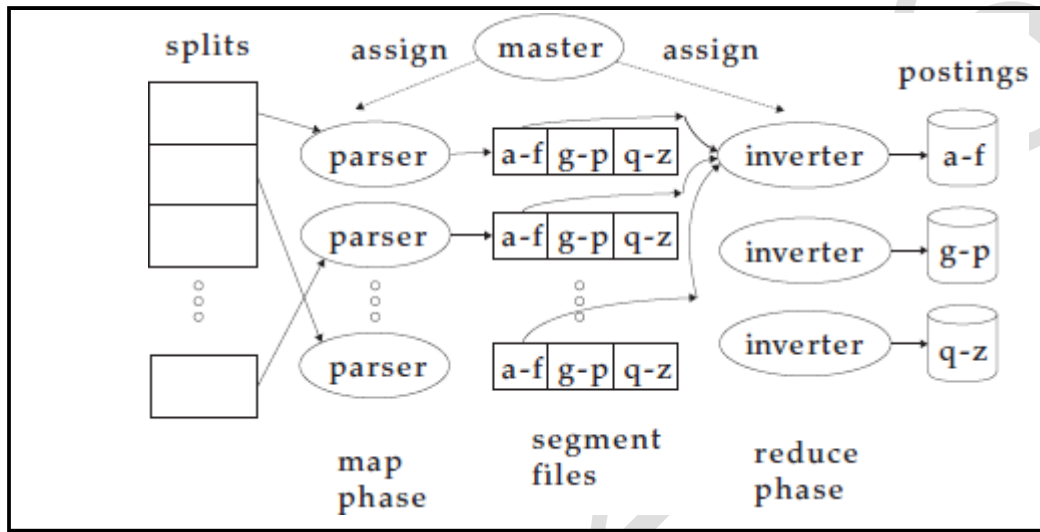 splits
assign
master
assign
postings
parser
a-f g-p q-z
inverter
a-f
parser
a-f g-p q-z
inverter
g-p
parser
a-f g-p q-z
inverter
q-z
map
phase
segment
files
reduce
phase